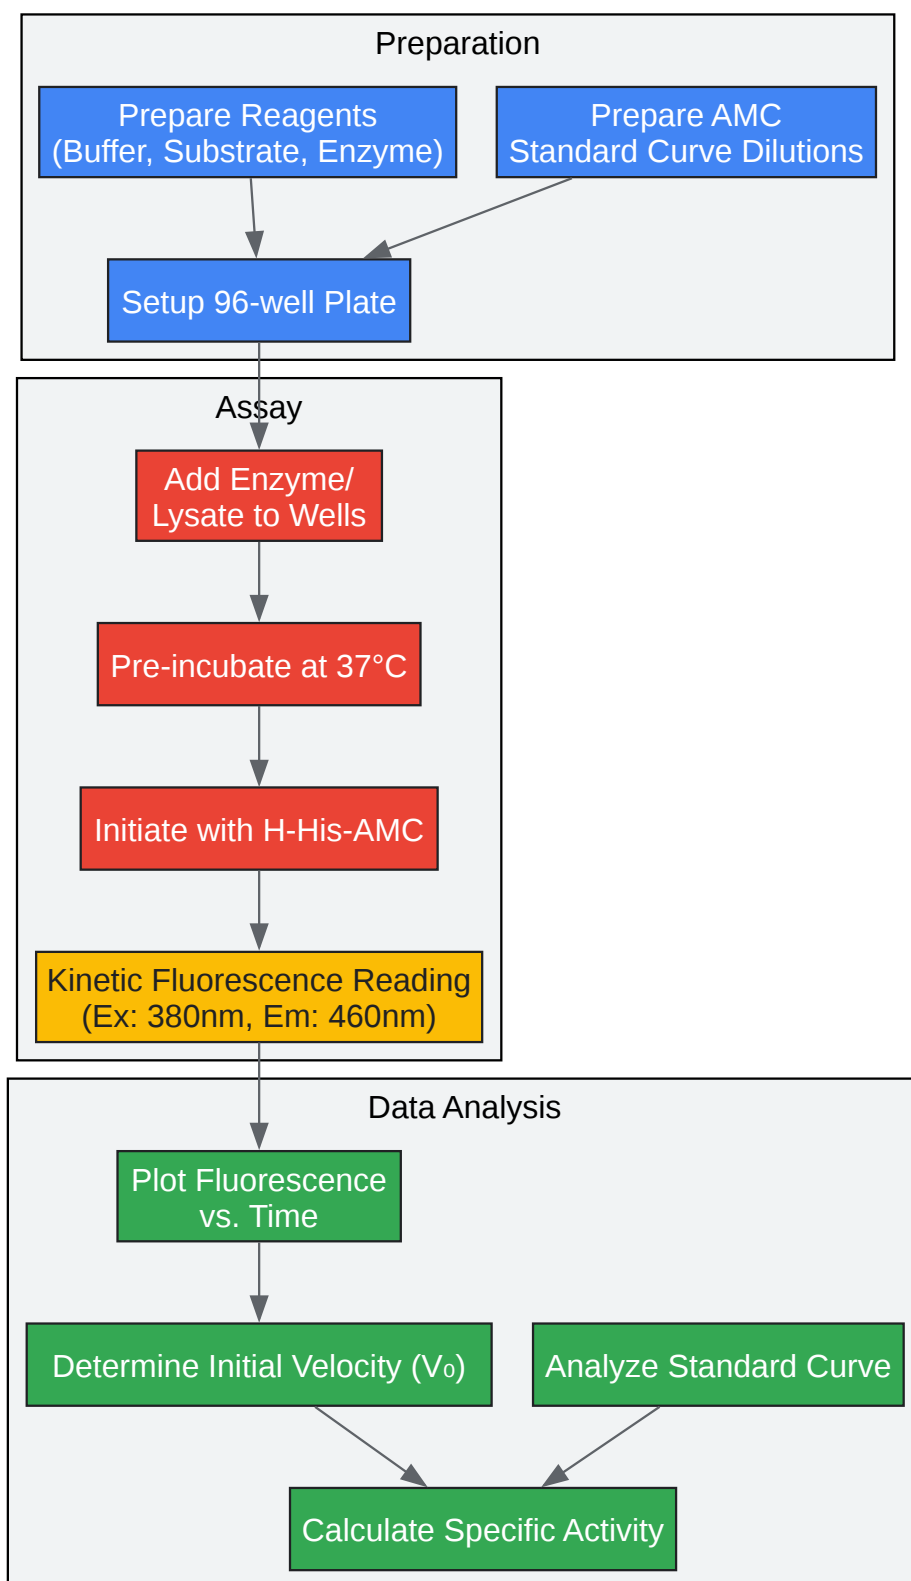 Preparation
Prepare Reagents
(Buffer, Substrate, Enzyme)
Prepare AMC
Standard Curve Dilutions
Setup 96-well Plate
Assay
Add Enzyme/
Lysate to Wells
Pre-incubate at 37°C
Initiate with H-His-AMC
Kinetic Fluorescence Reading
(Ex: 380nm, Em: 460nm)
Data Analysis
Plot Fluorescence
vs. Time
Determine Initial Velocity (V₀)
Analyze Standard Curve
Calculate Specific Activity